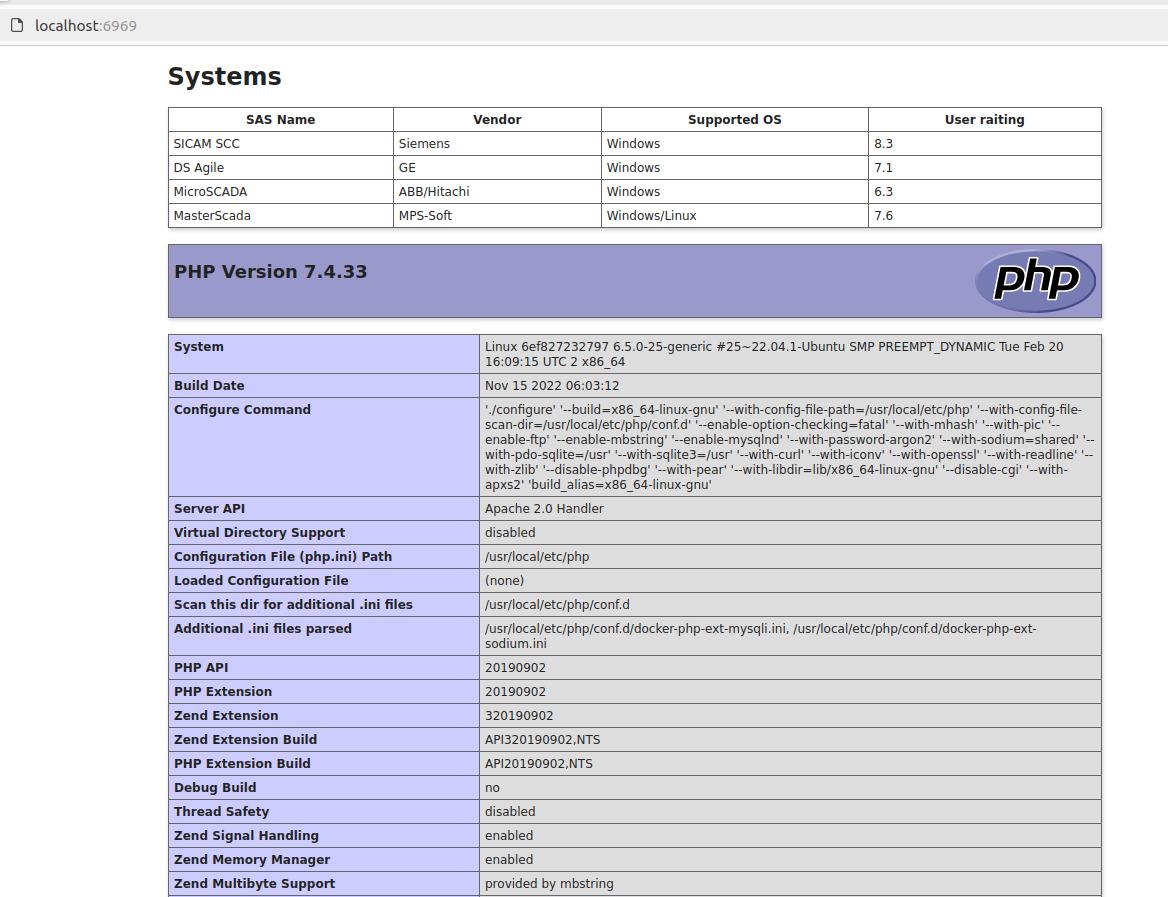 localhost:6969
Systems
SAS Name Vendor Supported OS User raiting
SICAM SCC Siemens Windows 8.3
DS Agile GE Windows 7.1
MicroSCADA ABB/Hitachi Windows 6.3
MasterScada MPS-Soft Windows/Linux 7.6
PHP Version 7.4.33
php
System Linux 6ef827232797 6.5.0-25-generic #25~22.04.1-Ubuntu SMP PREEMPT_DYNAMIC Tue Feb 20
16:09:15 UTC 2 x86_64
Build Date Nov 15 2022 06:03:12
Configure Command './configure' '--build=x86_64-linux-gnu' '--with-config-file-path=/usr/local/etc/php' '--with-config-file-
scan-dir=/usr/local/etc/php/conf.d' '--enable-option-checking=fatal' '--with-mhash' '--with-pic' '--
enable-ftp' '--enable-mbstring' '--enable-mysqlnd' '--with-password-argon2' '--with-sodium=shared' '--
with-pdo-sqlite=/usr' '--with-sqlite3=/usr' '--with-curl' '--with-iconv' '--with-openssl' '--with-readline' '--
with-zlib' '--disable-phpdbg' '--with-pear' '--with-libdir=lib/x86_64-linux-gnu' '--disable-cgi' '--with-
apxs2' 'build_alias=x86_64-linux-gnu'
Server API Apache 2.0 Handler
Virtual Directory Support disabled
Configuration File (php.ini) Path /usr/local/etc/php
Loaded Configuration File (none)
Scan this dir for additional .ini files /usr/local/etc/php/conf.d
Additional .ini files parsed /usr/local/etc/php/conf.d/docker-php-ext-mysqli.ini, /usr/local/etc/php/conf.d/docker-php-ext-
sodium.ini
PHP API 20190902
PHP Extension 20190902
Zend Extension 320190902
Zend Extension Build API320190902,NTS
PHP Extension Build API20190902,NTS
Debug Build no
Thread Safety disabled
Zend Signal Handling enabled
Zend Memory Manager enabled
Zend Multibyte Support provided by mbstring